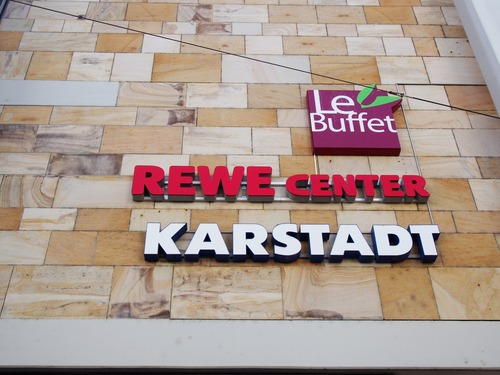 Le
Buffet
REWE CENTER
KARSTADT